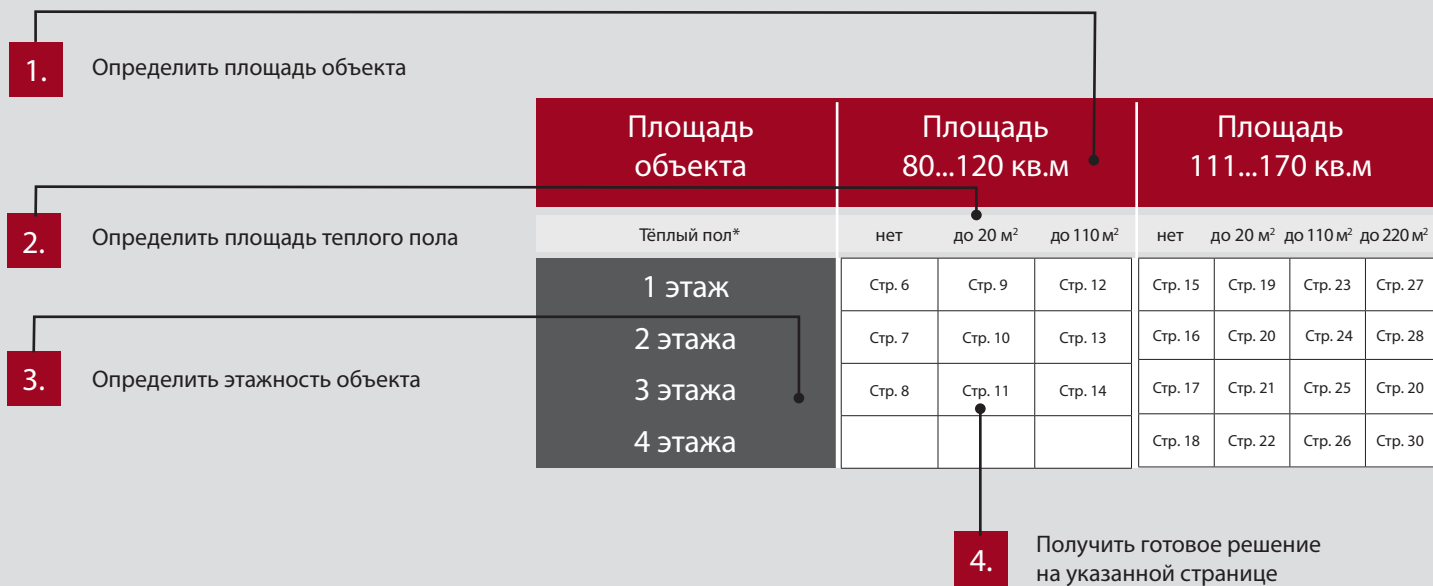 1.
Определить площадь объекта
Площадь объекта
Площадь 80...120 кв.м
Площадь 111...170 кв.м
2.
Определить площадь теплого пола
Тёплый пол* нет до 20 м² до 110 м² нет до 20 м² до 110 м² до 220 м²
1 этаж Стр. 6 Стр. 9 Стр. 12 Стр. 15 Стр. 19 Стр. 23 Стр. 27
2 этажа Стр. 7 Стр. 10 Стр. 13 Стр. 16 Стр. 20 Стр. 24 Стр. 28
3.
Определить этажность объекта
3 этажа Стр. 8 Стр. 11 Стр. 14 Стр. 17 Стр. 21 Стр. 25 Стр. 20
4 этажа Стр. 18 Стр. 22 Стр. 26 Стр. 30
4.
Получить готовое решение
на указанной странице